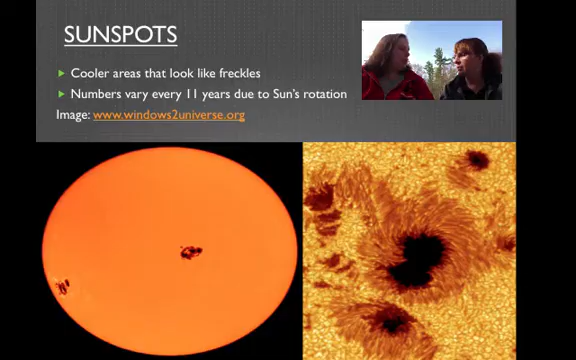 SUNSPOTS
Cooler areas that look like freckles
Numbers vary every 11 years due to Sun's rotation
Image: www.windows2universe.org